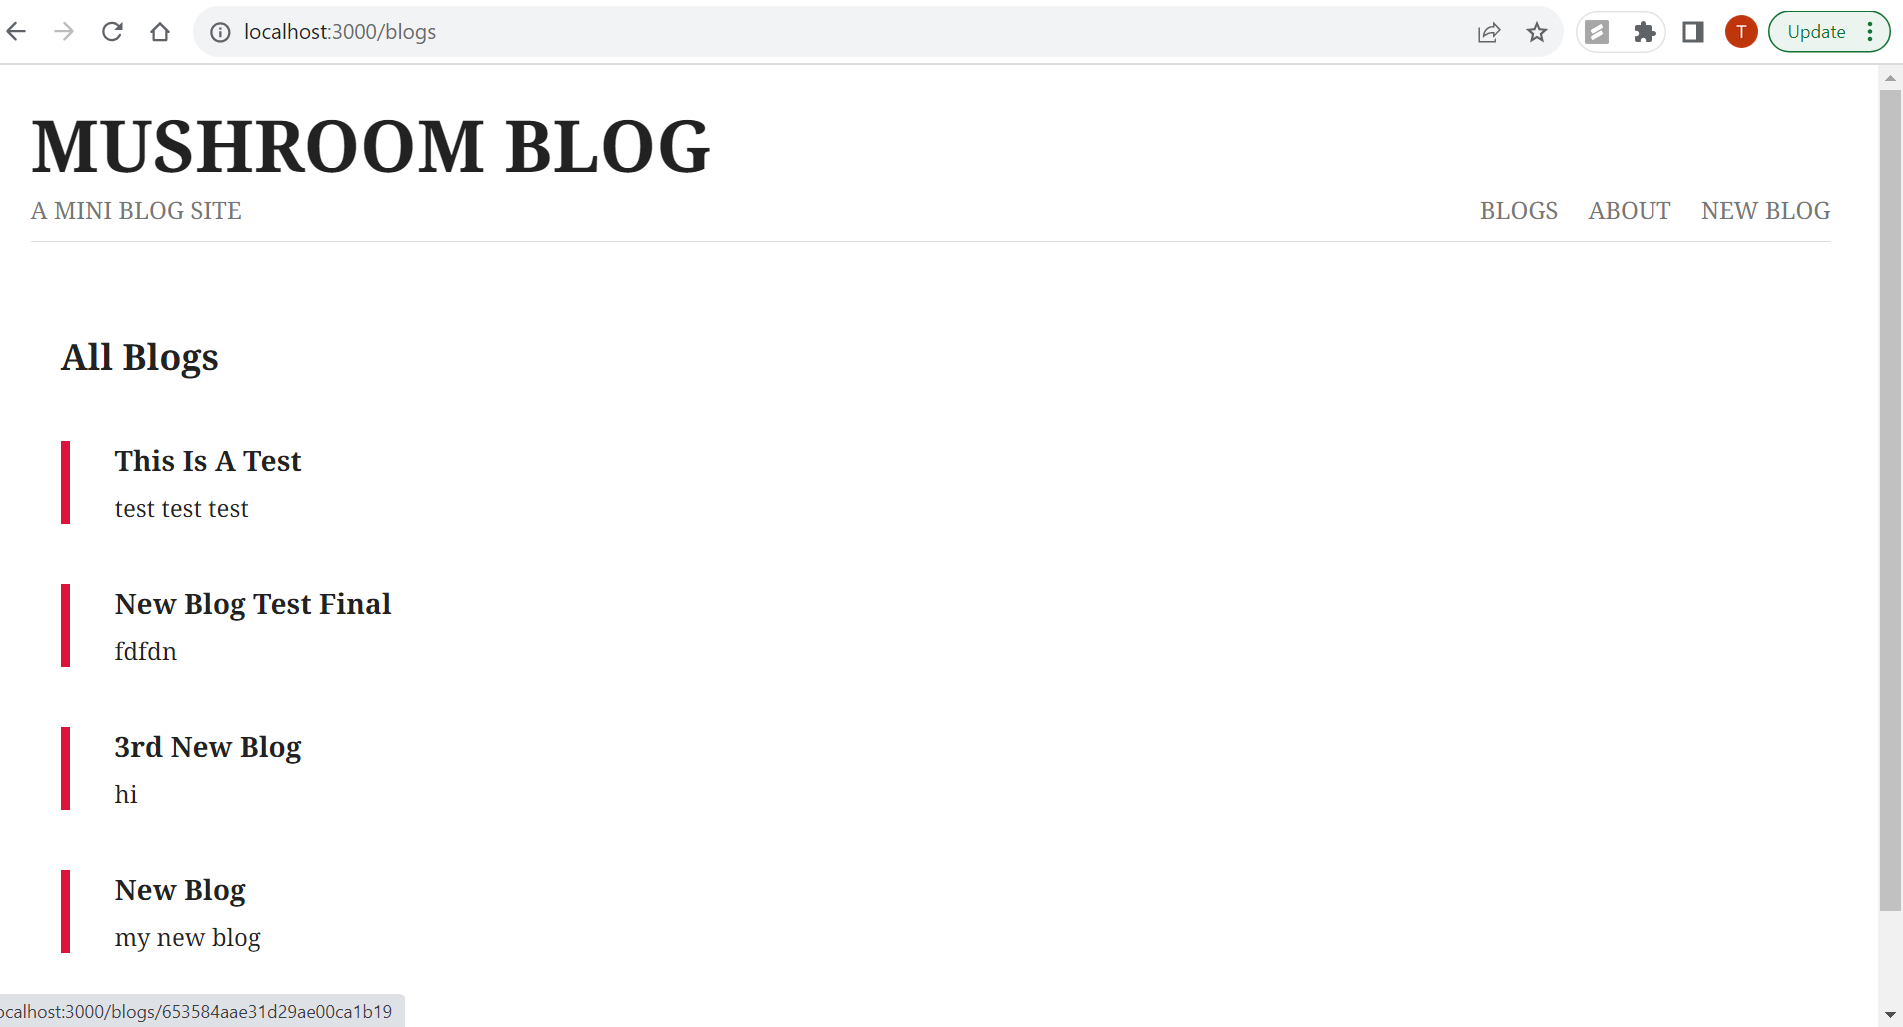 localhost:3000/blogs
T
Update
MUSHROOM BLOG
A MINI BLOG SITE
BLOGS ABOUT NEW BLOG
All Blogs
This Is A Test
test test test
New Blog Test Final
fdfdn
3rd New Blog
hi
New Blog
my new blog
ocalhost:3000/blogs/653584aae31d29ae00ca1b19